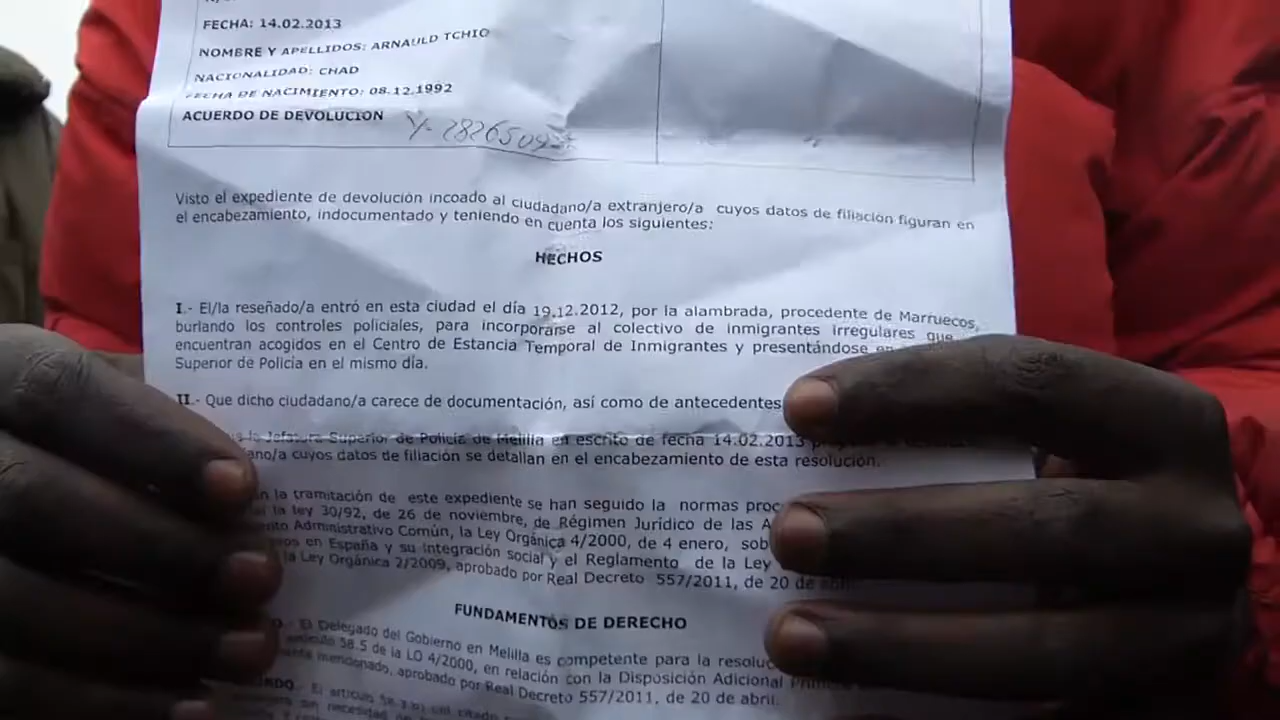 FECHA: 14.02.2013
NOMBRE Y APELLIDOS: ARNAULD TCHIO
NACIONALIDAD: CHAD
FECHA DE NACIMIENTO: 08.12.1992
ACUERDO DE DEVOLUCION
Visto el expediente de devolución incoado al ciudadano/a extranjero/a cuyos datos de filiación figuran en
el encabezamiento, indocumentado y teniendo en cuenta los siguientes:
HECHOS
I.- El/la reseñado/a entró en esta ciudad el día 19.12.2012, por la alambrada, procedente de Marruecos,
burlando los controles policiales, para incorporarse al colectivo de inmigrantes irregulares que
encuentran acogidos en el Centro de Estancia Temporal de Inmigrantes y presentándose en
Superior de Policía en el mismo día.
II.- Que dicho ciudadano/a carece de documentación, así como de antecedentes
la Jefatura Superior de Policía de Melilla en escrito de fecha 14.02.2013
cuyos datos de filiación se detallan en el encabezamiento de esta resolución.
la tramitación de este expediente se han seguido la normas
la ley 30/92, de 26 de noviembre, de Régimen Jurídico de las
Administrativo Común, la Ley Orgánica 4/2000, de 4 enero,
en España y su integración social y el Reglamento de la Ley
la Ley Orgánica 2/2009, aprobado por Real Decreto 557/2011, de 20 de
FUNDAMENTOS DE DERECHO
El Delegado del Gobierno en Melilla es competente para la
58.5 de la LO 4/2000, en relación con la Disposición Adicional
mencionado, aprobado por Real Decreto 557/2011, de 20 de abril.
El artículo